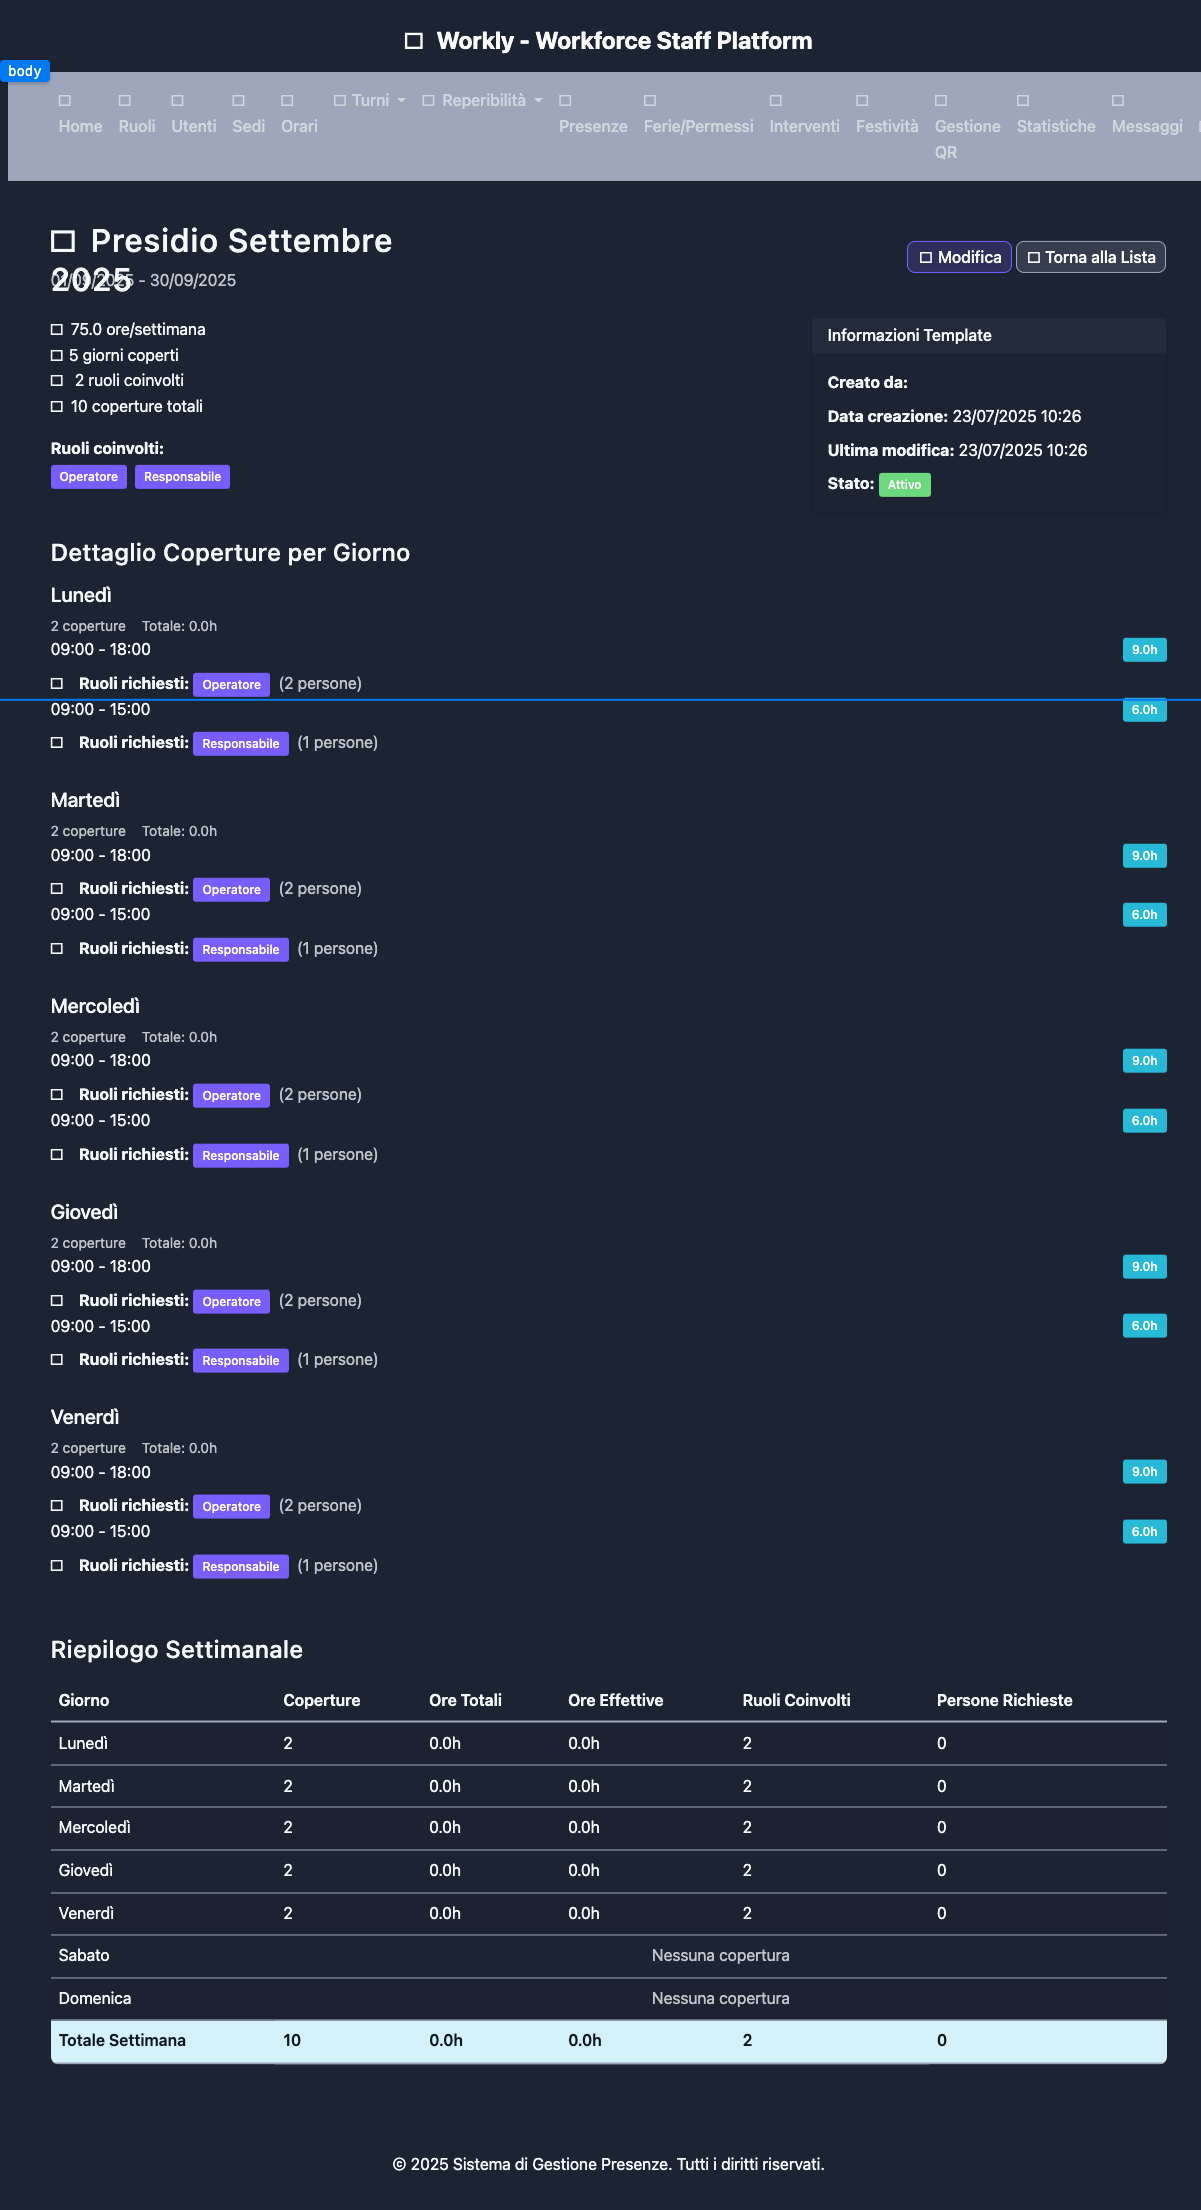 Workly - Workforce Staff Platform
body
Home Ruoli Utenti Sedi Orari Turni Reperibilità Presenze Ferie/Permessi Interventi Festività Gestione QR Statistiche Messaggi
Presidio Settembre
2025
01/09/2025 - 30/09/2025
Modifica
Torna alla Lista
75.0 ore/settimana
5 giorni coperti
2 ruoli coinvolti
10 coperture totali
Ruoli coinvolti:
Operatore Responsabile
Informazioni Template
Creato da:
Data creazione: 23/07/2025 10:26
Ultima modifica: 23/07/2025 10:26
Stato: Attivo
Dettaglio Coperture per Giorno
Lunedì
2 coperture Totale: 0.0h
09:00 - 18:00 9.0h
Ruoli richiesti: Operatore (2 persone)
09:00 - 15:00 6.0h
Ruoli richiesti: Responsabile (1 persone)
Martedì
2 coperture Totale: 0.0h
09:00 - 18:00 9.0h
Ruoli richiesti: Operatore (2 persone)
09:00 - 15:00 6.0h
Ruoli richiesti: Responsabile (1 persone)
Mercoledì
2 coperture Totale: 0.0h
09:00 - 18:00 9.0h
Ruoli richiesti: Operatore (2 persone)
09:00 - 15:00 6.0h
Ruoli richiesti: Responsabile (1 persone)
Giovedì
2 coperture Totale: 0.0h
09:00 - 18:00 9.0h
Ruoli richiesti: Operatore (2 persone)
09:00 - 15:00 6.0h
Ruoli richiesti: Responsabile (1 persone)
Venerdì
2 coperture Totale: 0.0h
09:00 - 18:00 9.0h
Ruoli richiesti: Operatore (2 persone)
09:00 - 15:00 6.0h
Ruoli richiesti: Responsabile (1 persone)
Riepilogo Settimanale
Giorno Coperture Ore Totali Ore Effettive Ruoli Coinvolti Persone Richieste
Lunedì 2 0.0h 0.0h 2 0
Martedì 2 0.0h 0.0h 2 0
Mercoledì 2 0.0h 0.0h 2 0
Giovedì 2 0.0h 0.0h 2 0
Venerdì 2 0.0h 0.0h 2 0
Sabato Nessuna copertura
Domenica Nessuna copertura
Totale Settimana 10 0.0h 0.0h 2 0
© 2025 Sistema di Gestione Presenze. Tutti i diritti riservati.